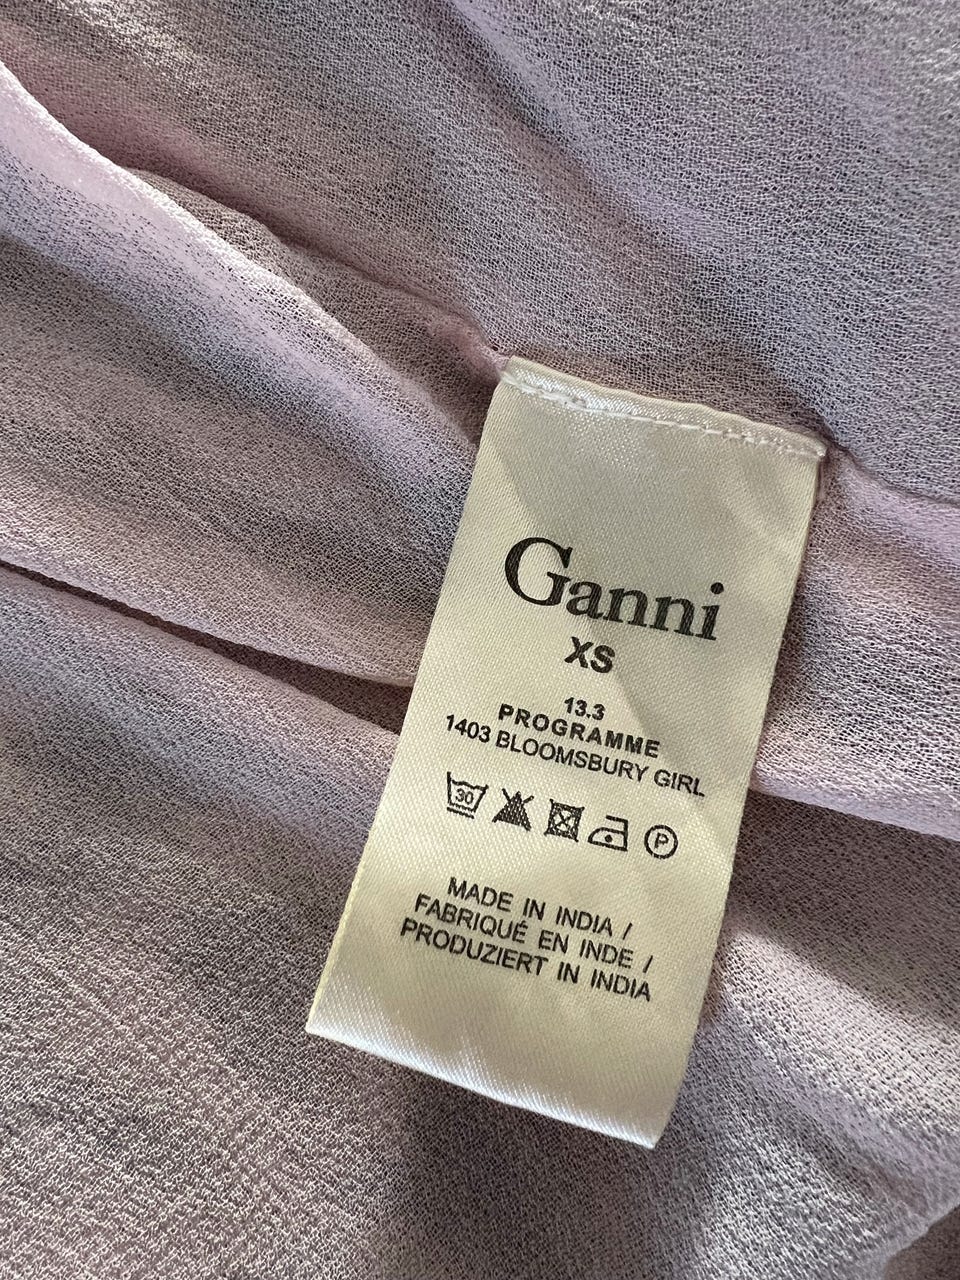 Ganni
XS
13.3
PROGRAMME
1403 BLOOMSBURY GIRL
30
P
MADE IN INDIA /
FABRIQUÉ EN INDE /
PRODUZIERT IN INDIA